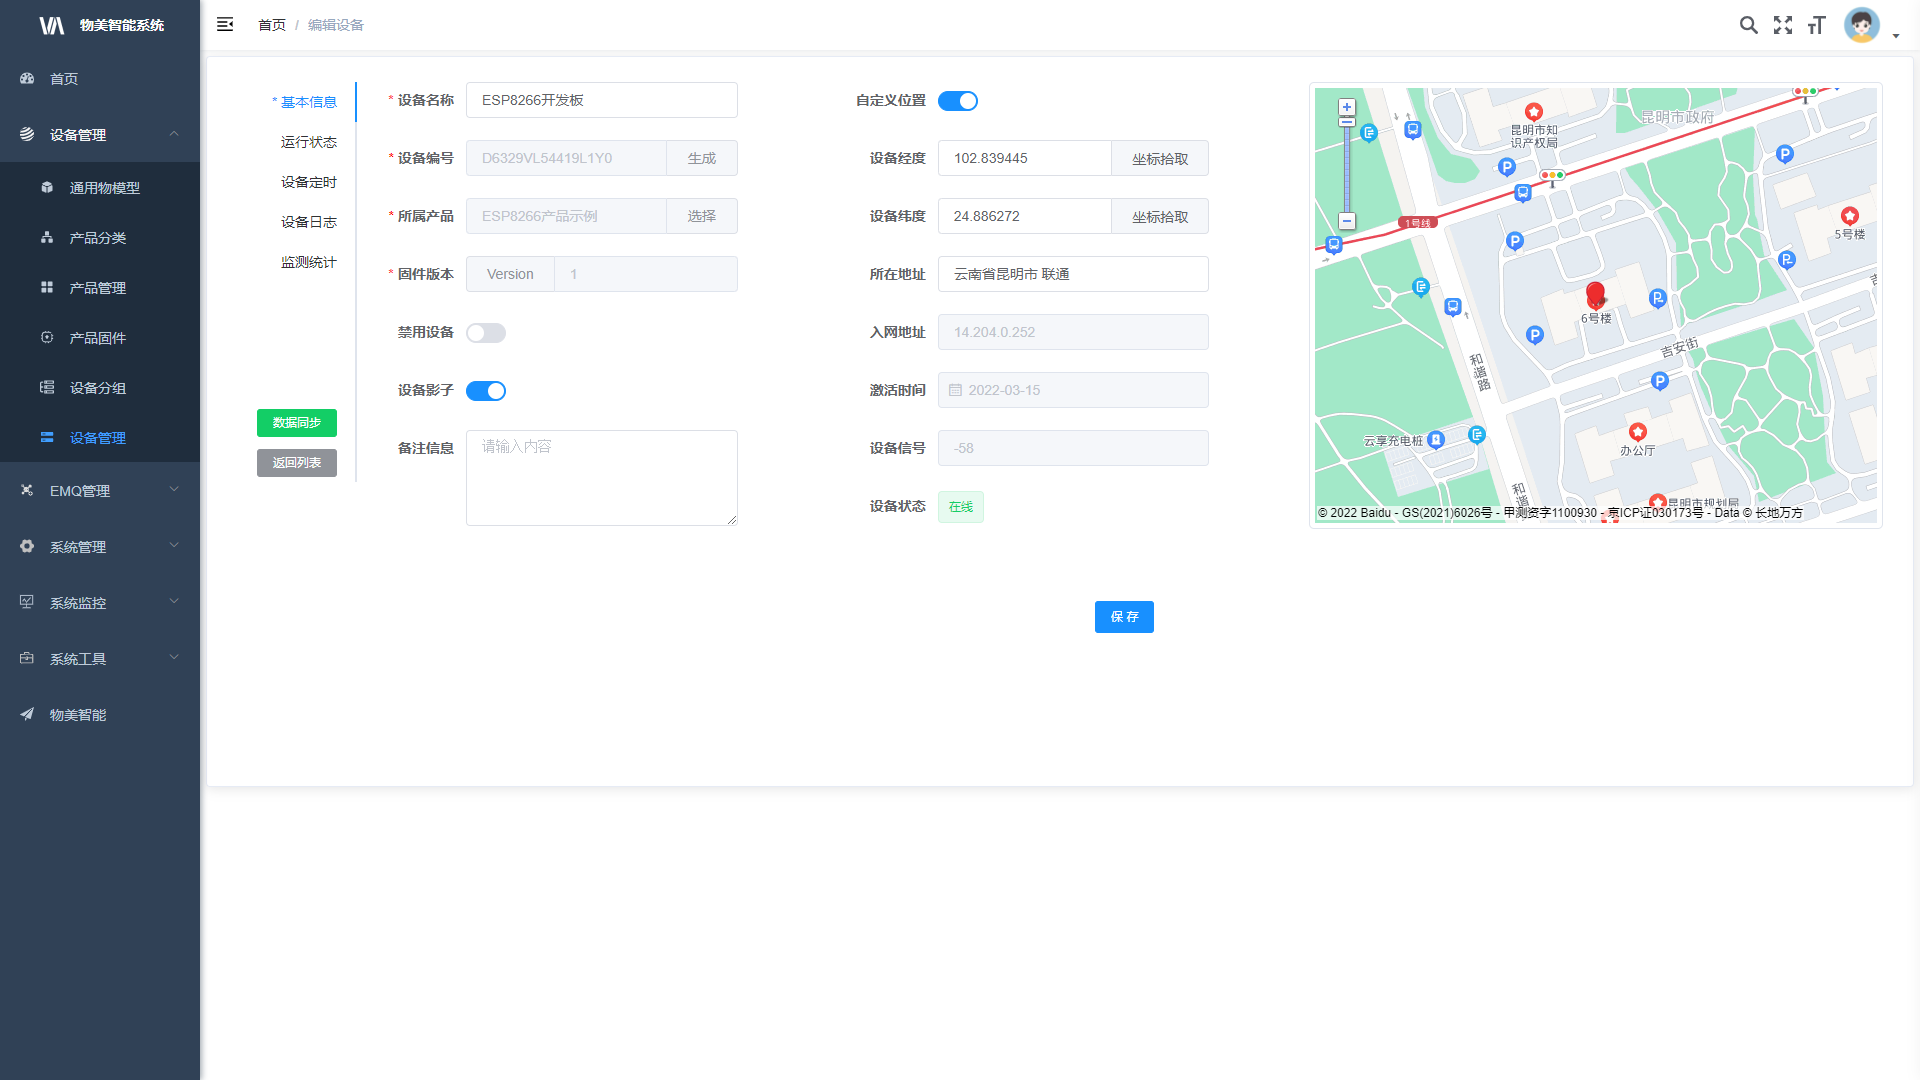 物美智能系统
首页
设备管理
通用物模型
产品分类
产品管理
产品固件
设备分组
设备管理
EMQ管理
系统管理
系统监控
系统工具
物美智能
首页 / 编辑设备
* 基本信息
运行状态
设备定时
设备日志
监测统计
数据同步
返回列表
* 设备名称 ESP8266开发板
* 设备编号 D6329VL54419L1Y0 生成
* 所属产品 ESP8266产品示例 选择
* 固件版本 Version 1
禁用设备
设备影子
备注信息 请输入内容
自定义位置
设备经度 102.839445 坐标拾取
设备纬度 24.886272 坐标拾取
所在地址 云南省昆明市 联通
入网地址 14.204.0.252
激活时间 2022-03-15
设备信号 -58
设备状态 在线
保 存
昆明市政府
昆明市知
识产权局
1号线
5号楼
吉
6号楼
吉安街
和谐路
云享充电桩
办公厅
和谐
昆明市规划局
© 2022 Baidu - GS(2021)6026号 - 甲测资字1100930 - 京ICP证030173号 - Data © 长地万方